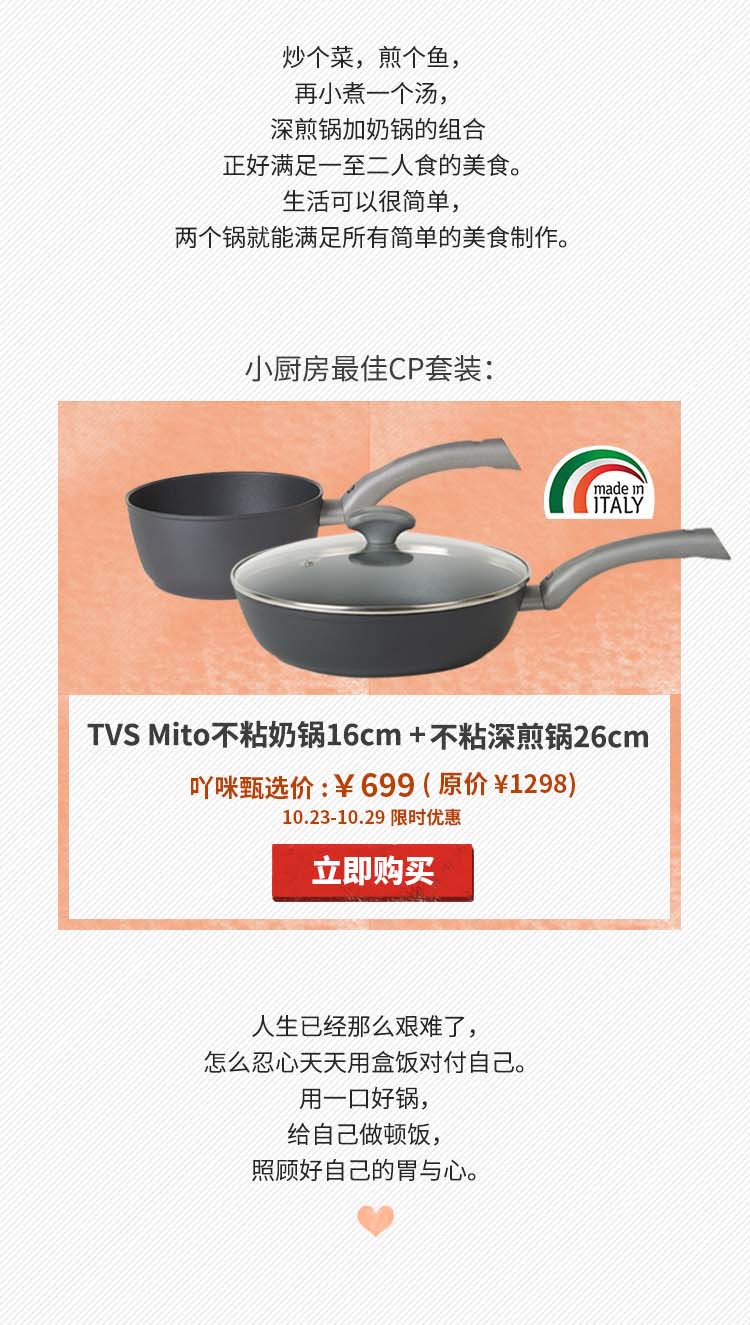 炒个菜，煎个鱼，
再小煮一个汤，
深煎锅加奶锅的组合
正好满足一至二人食的美食。
生活可以很简单，
两个锅就能满足所有简单的美食制作。
小厨房最佳CP套装：
made in
ITALY
TVS Mito不粘奶锅16cm + 不粘深煎锅26cm
吖咪甄选价 : ¥ 699 ( 原价 ¥1298)
10.23-10.29 限时优惠
立即购买
人生已经那么艰难了，
怎么忍心天天用盒饭对付自己。
用一口好锅，
给自己做顿饭，
照顾好自己的胃与心。